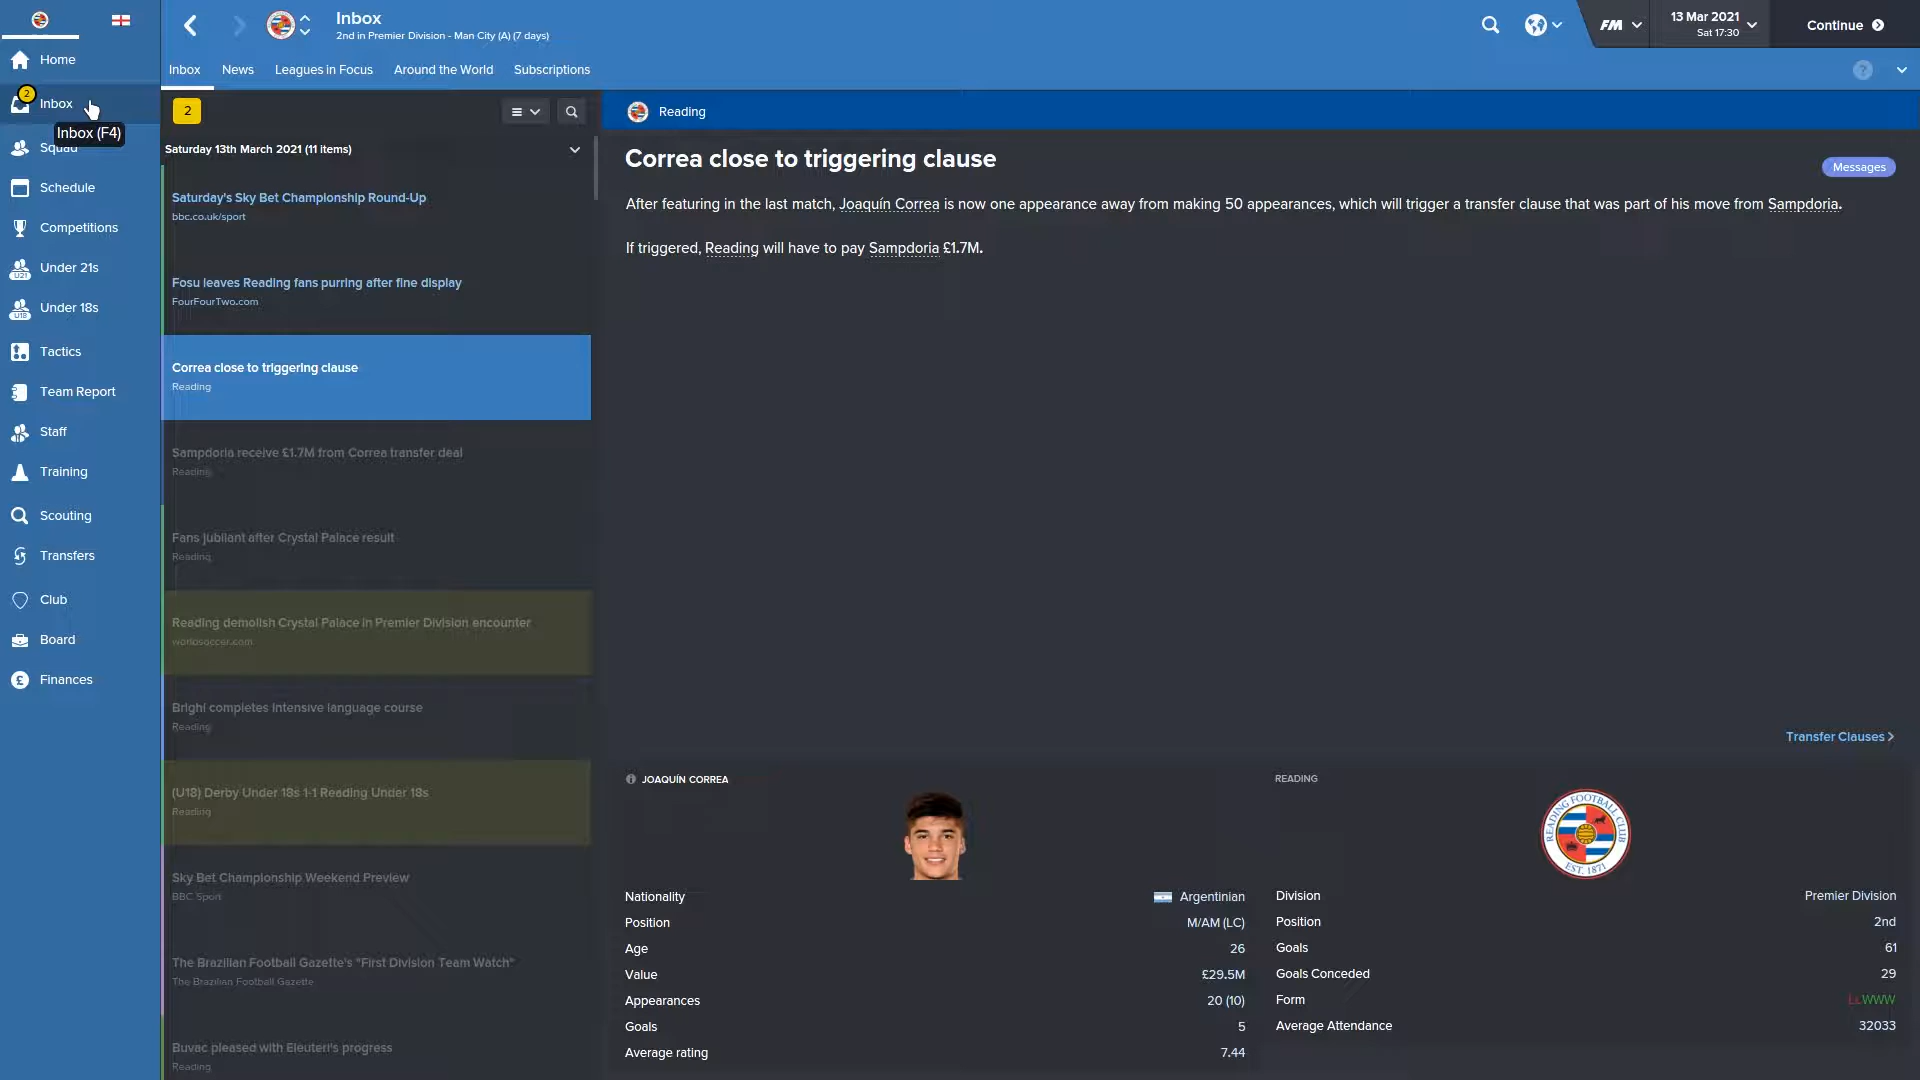 Inbox
2nd in Premier Division - Man City (A) (7 days)
FM
13 Mar 2021
Sat 17:30
Continue
Inbox News Leagues in Focus Around the World Subscriptions
?
Home
2
Inbox
Inbox (F4)
Squad
Schedule
Competitions
U21
Under 21s
U18
Under 18s
Tactics
Team Report
Staff
Training
Scouting
Transfers
Club
Board
£
Finances
2
Saturday 13th March 2021 (11 Items)
Saturday's Sky Bet Championship Round-Up
bbc.co.uk/sport
Fosu leaves Reading fans purring after fine display
FourFourTwo.com
Correa close to triggering clause
Reading
Sampdoria receive £1.7M from Correa transfer deal
Reading
Fans jubilant after Crystal Palace result
Reading
Reading demolish Crystal Palace in Premier Division encounter
worldsoccer.com
Brighi completes intensive language course
Reading
(U18) Derby Under 18s 1-1 Reading Under 18s
Reading
Sky Bet Championship Weekend Preview
BBC Sport
The Brazilian Football Gazette's "First Division Team Watch"
The Brazilian Football Gazette
Buvac pleased with Eleuteri's progress
Reading
Reading
Correa close to triggering clause
Messages
After featuring in the last match, Joaquín Correa is now one appearance away from making 50 appearances, which will trigger a transfer clause that was part of his move from Sampdoria.
If triggered, Reading will have to pay Sampdoria £1.7M.
Transfer Clauses >
JOAQUÍN CORREA
Nationality Argentinian
Position M/AM (LC)
Age 26
Value £29.5M
Appearances 20 (10)
Goals 5
Average rating 7.44
READING
READING FOOTBALL CLUB
EST. 1871
Division Premier Division
Position 2nd
Goals 61
Goals Conceded 29
Form LLWWW
Average Attendance 32033